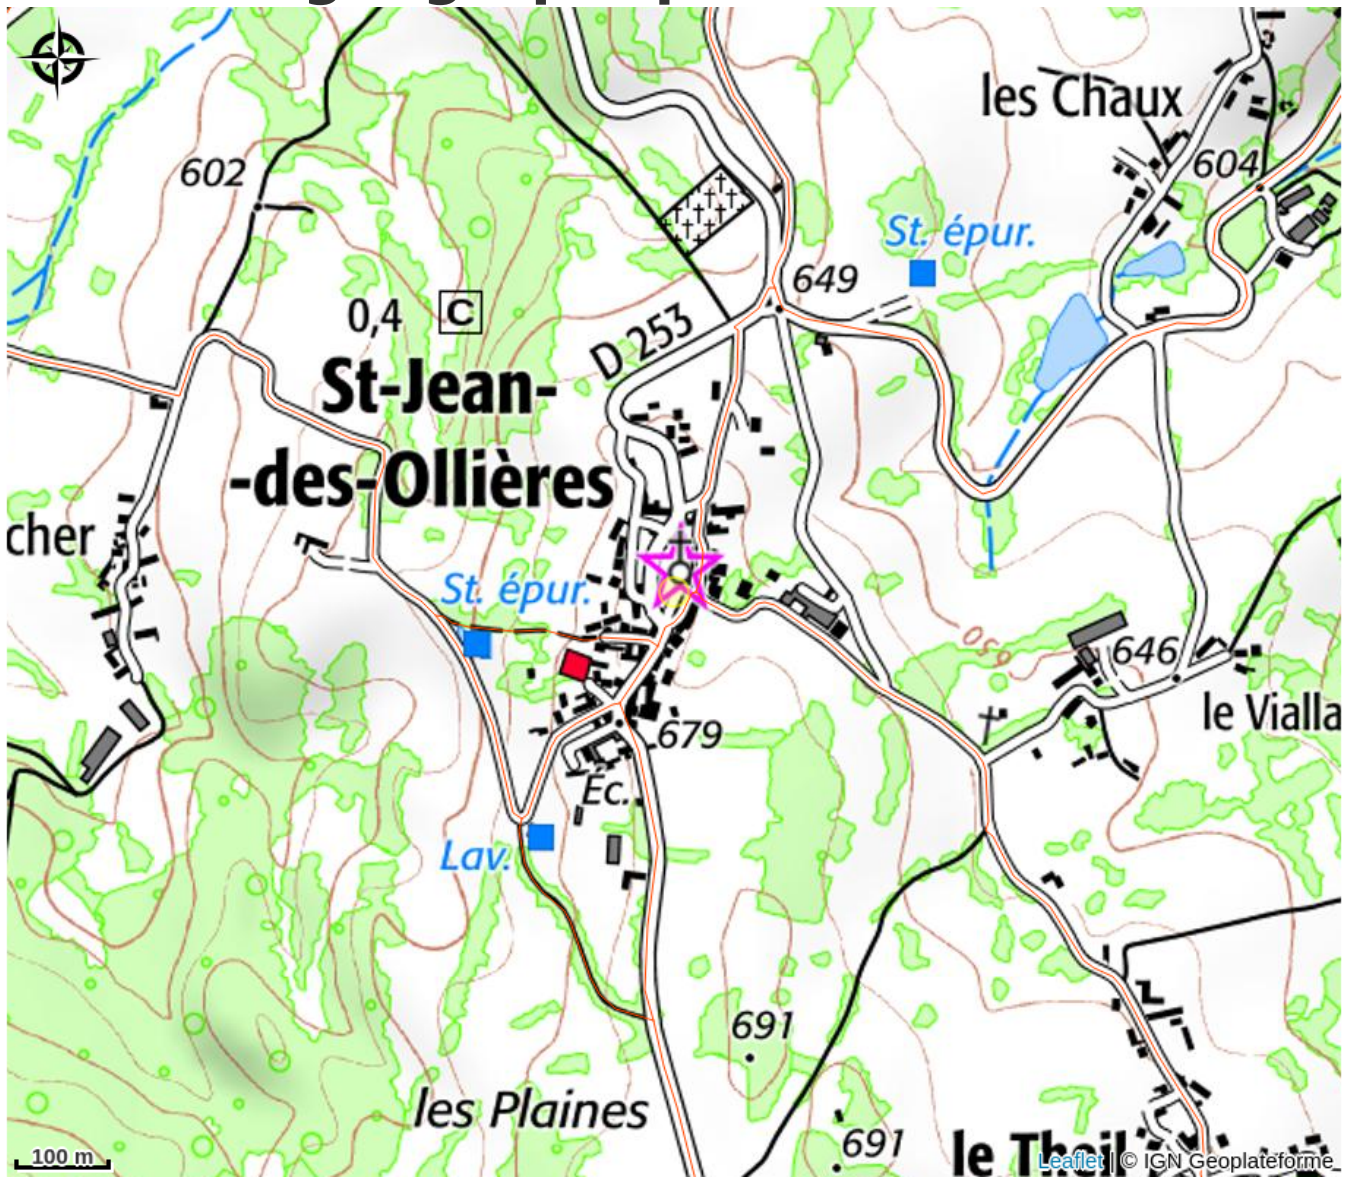 les Chaux
602
604
St. épur.
649
0,4 C
D 253
St-Jean-
-des-Ollières
cher
St. épur.
650
646
le Vialla
679
Éc.
Lav.
691
les Plaines
691
le Theil
100 m
Leaflet | © IGN Geoplateforme